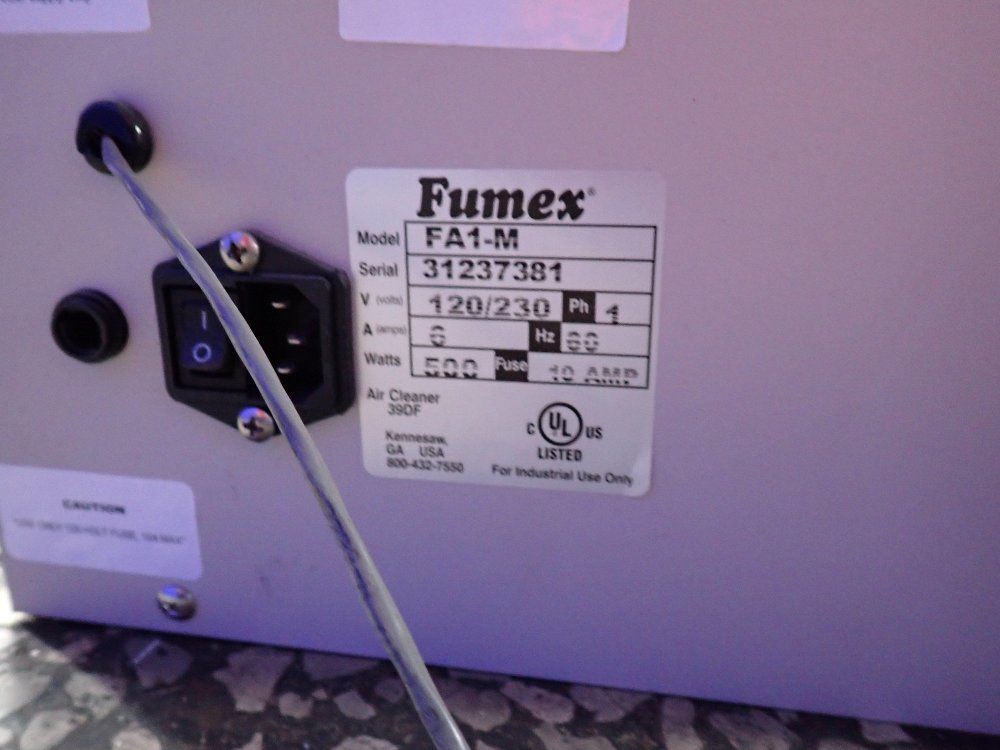 Fumex®
Model FA1-M
Serial 31237381
V (volts) 120/230 Ph 1
A (amps) 6 Hz 60
Watts 500 Fuse 10 AMP
Air Cleaner
39DF
Kennesaw,
GA USA
800-432-7550
C UL US
LISTED
For Industrial Use Only
CAUTION